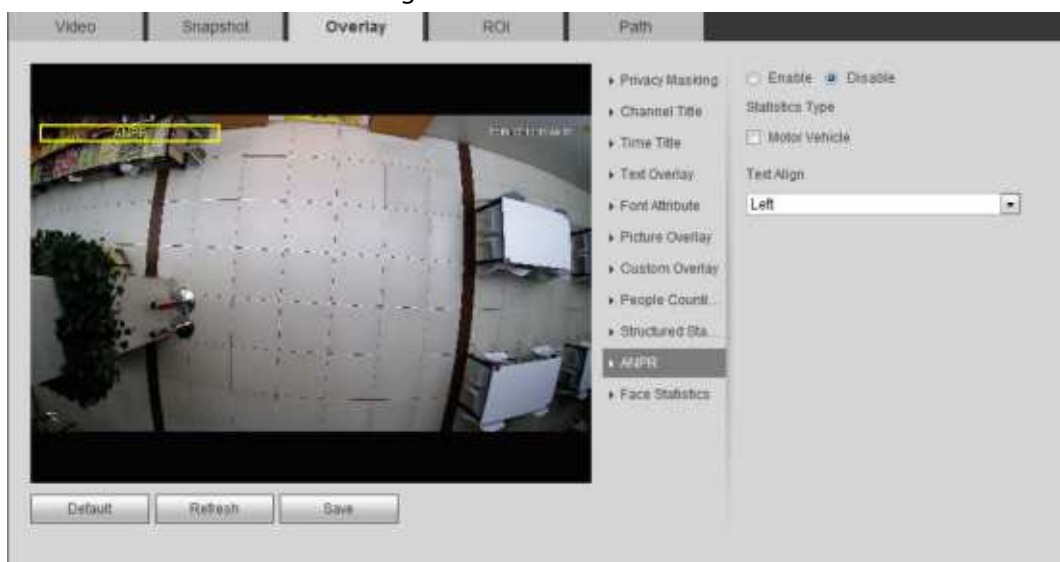 Video Snapshot Overlay ROI Path
ANPR
Privacy Masking
Channel Title
Time Title
Text Overlay
Font Attribute
Picture Overlay
Custom Overlay
People Counti...
Structured Sta...
ANPR
Face Statistics
Enable Disable
Statistics Type
Motor Vehicle
Text Align
Left
Default Refresh Save